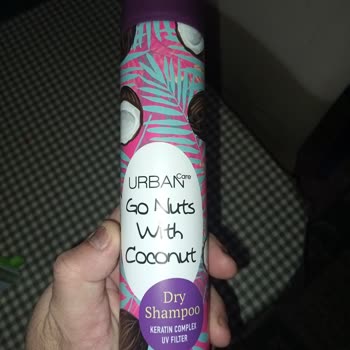 URBAN Care
Go Nuts
With
Coconut
Dry
Shampoo
KERATIN COMPLEX
UV FILTER